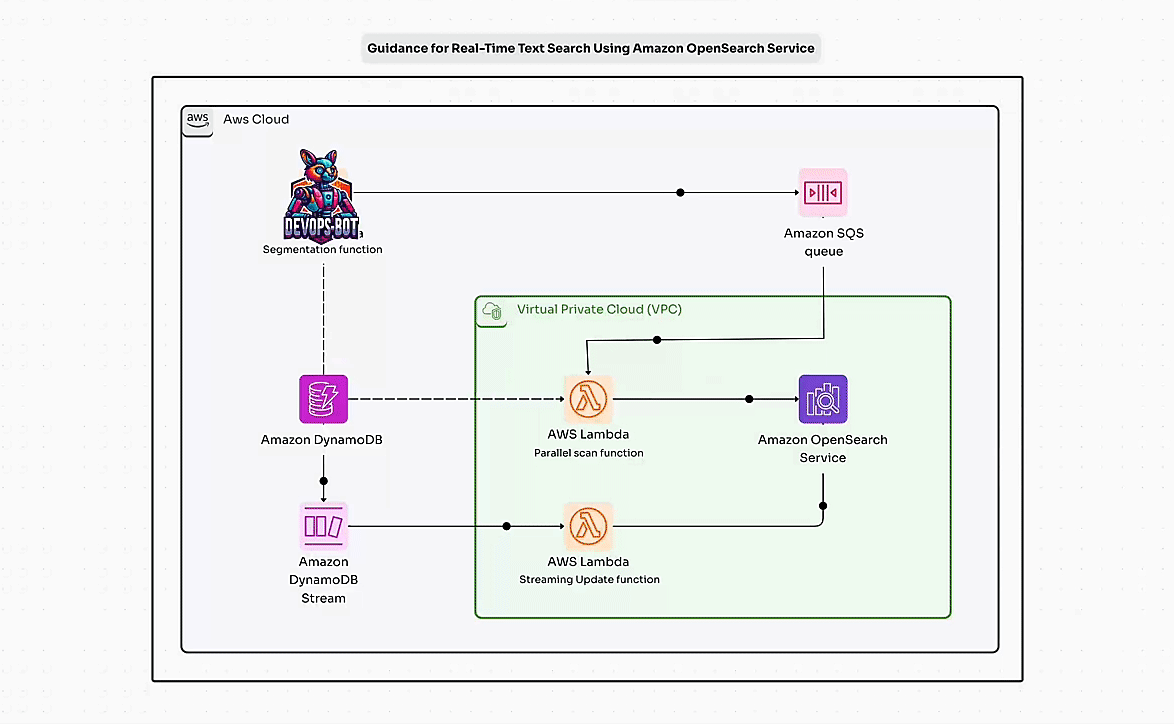 Guidance for Real-Time Text Search Using Amazon OpenSearch Service
aws
Aws Cloud
DEVOPS-BOT
Segmentation function
Amazon SQS
queue
Virtual Private Cloud (VPC)
Amazon DynamoDB
AWS Lambda
Parallel scan function
Amazon OpenSearch
Service
Amazon
DynamoDB
Stream
AWS Lambda
Streaming Update function